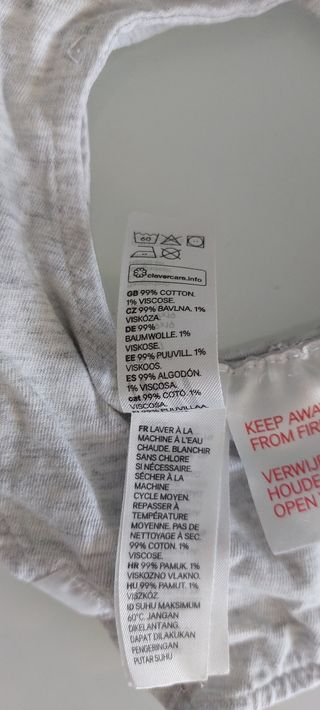 60
clevercare.info
GB 99% COTTON.
1% VISCOSE.
CZ 99% BAVLNA. 1%
VISKÓZA.
DE 99%
BAUMWOLLE. 1%
VISKOSE.
EE 99% PUUVILL. 1%
VISKOOS.
ES 99% ALGODÓN.
1% VISCOSA.
cat 99% COTÓ. 1%
VISCOSA.
PUUVILLAA
FR LAVER À LA
MACHINE À L'EAU
CHAUDE. BLANCHIR
SANS CHLORE
SI NÉCESSAIRE.
SÉCHER À LA
MACHINE
CYCLE MOYEN.
REPASSER À
TEMPÉRATURE
MOYENNE. PAS DE
NETTOYAGE À SEC.
99% COTON. 1%
VISCOSE.
HR 99% PAMUK. 1%
VISKOZNO VLAKNO.
HU 99% PAMUT. 1%
VISZKÓZ
ID SUHU MAKSIMUM
60°C. JANGAN
DIKELANTANG.
DAPAT DILAKUKAN
PENGERINGAN
PUTAR SUHU
KEEP AWA
FROM FIR
VERWIJ
HOUDE
OPEN